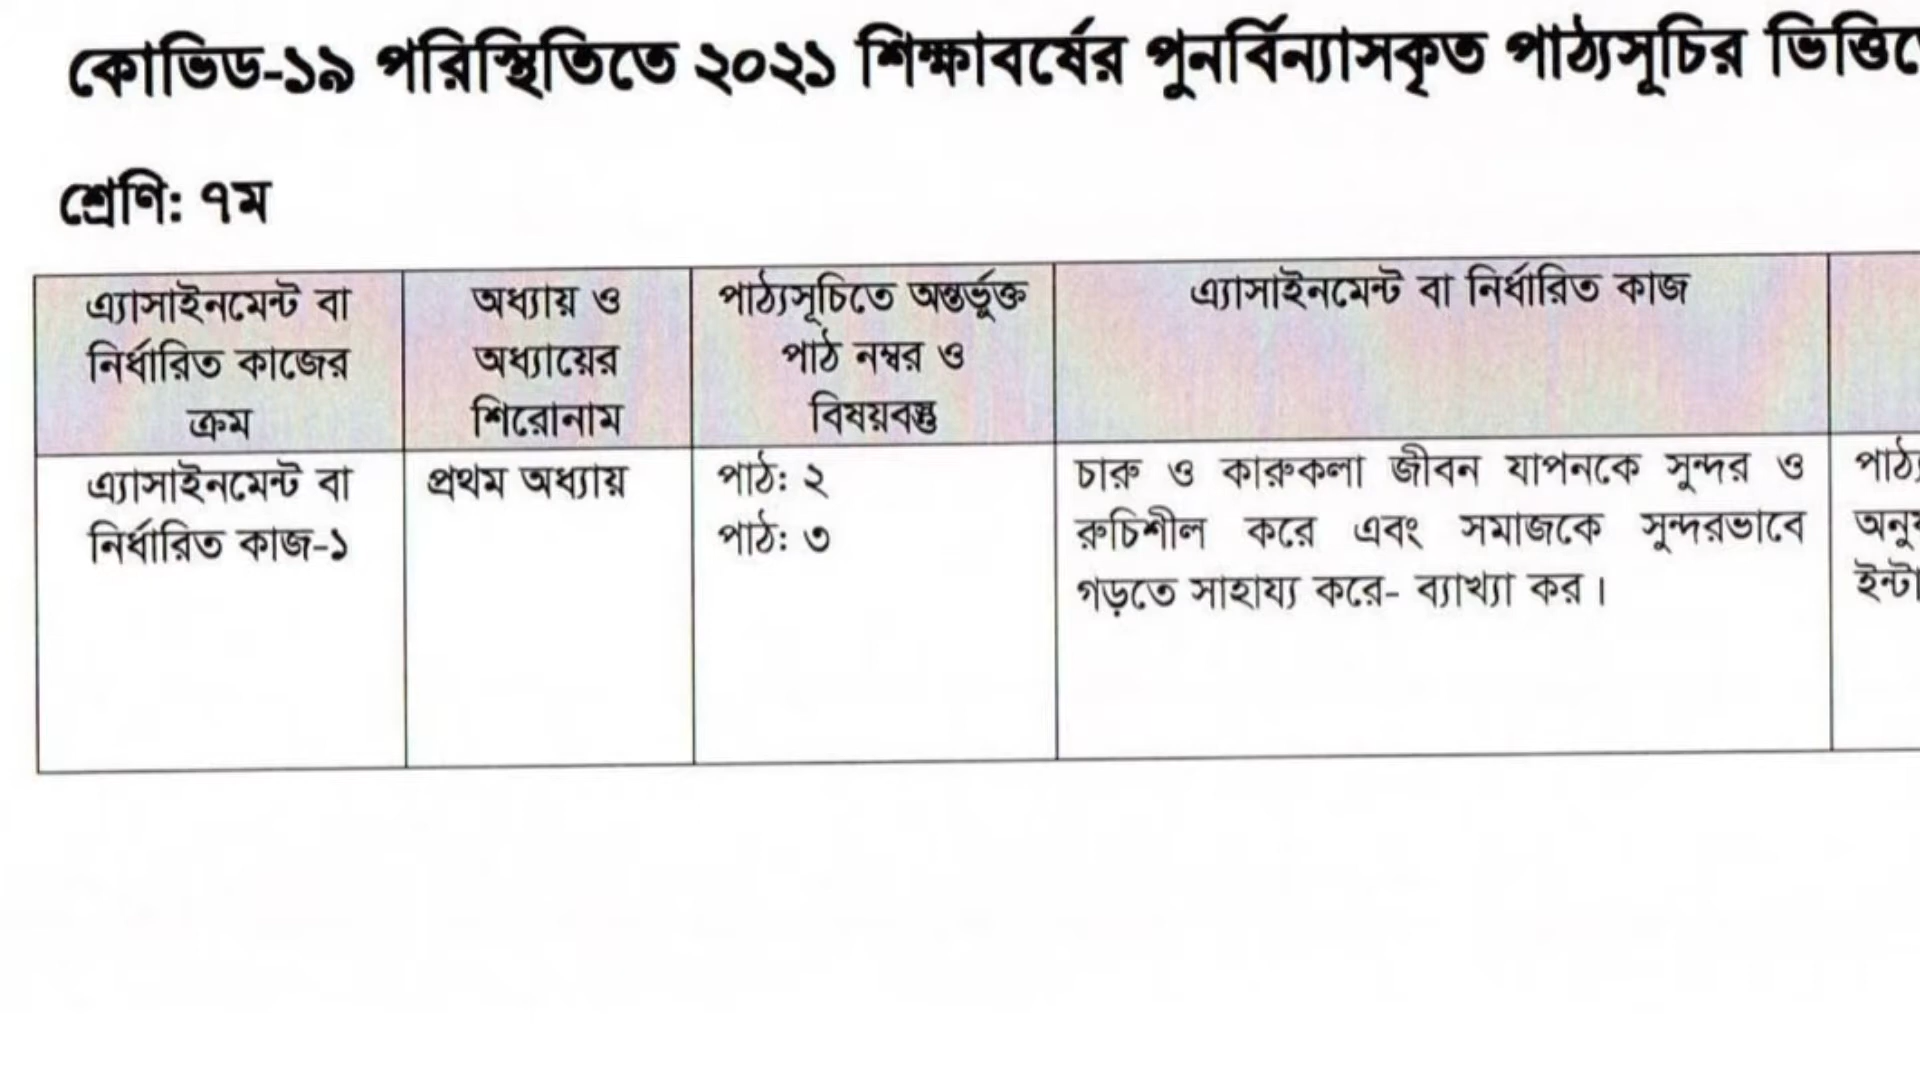 কোভিড-১৯ পরিস্থিতিতে ২০২১ শিক্ষাবর্ষের পুনর্বিন্যাসকৃত পাঠ্যসূচির
শ্রেণি: ৭ম
এ্যাসাইনমেন্ট বা
নির্ধারিত কাজের
ক্রম
অধ্যায় ও
অধ্যায়ের
শিরোনাম
পাঠ্যসূচিতে অন্তর্ভুক্ত
পাঠ নম্বর ও
বিষয়বস্তু
এ্যাসাইনমেন্ট বা নির্ধারিত কাজ
এ্যাসাইনমেন্ট বা
নির্ধারিত কাজ-১
প্রথম অধ্যায়
পাঠ: ২
পাঠ: ৩
চারু ও কারুকলা জীবন যাপনকে সুন্দর ও
রুচিশীল করে এবং সমাজকে সুন্দরভাবে
গড়তে সাহায্য করে- ব্যাখ্যা কর।